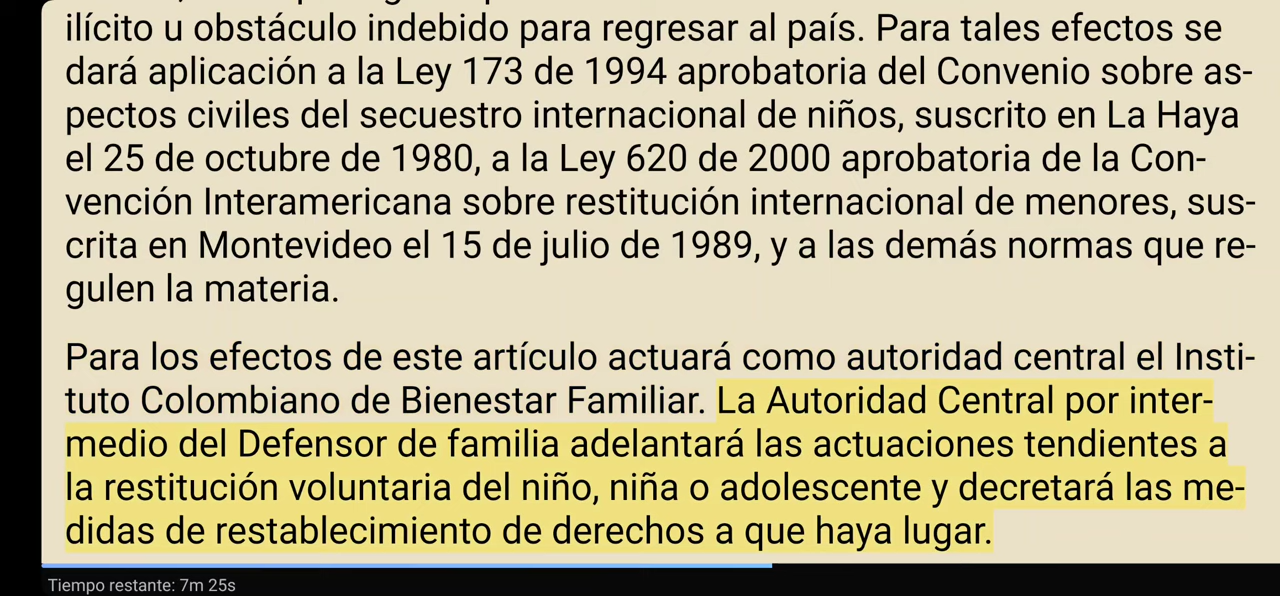 ilícito u obstáculo indebido para regresar al país. Para tales efectos se
dará aplicación a la Ley 173 de 1994 aprobatoria del Convenio sobre as-
pectos civiles del secuestro internacional de niños, suscrito en La Haya
el 25 de octubre de 1980, a la Ley 620 de 2000 aprobatoria de la Con-
vención Interamericana sobre restitución internacional de menores, sus-
crita en Montevideo el 15 de julio de 1989, y a las demás normas que re-
gulen la materia.
Para los efectos de este artículo actuará como autoridad central el Insti-
tuto Colombiano de Bienestar Familiar. La Autoridad Central por inter-
medio del Defensor de familia adelantará las actuaciones tendientes a
la restitución voluntaria del niño, niña o adolescente y decretará las me-
didas de restablecimiento de derechos a que haya lugar.
Tiempo restante: 7m 25s